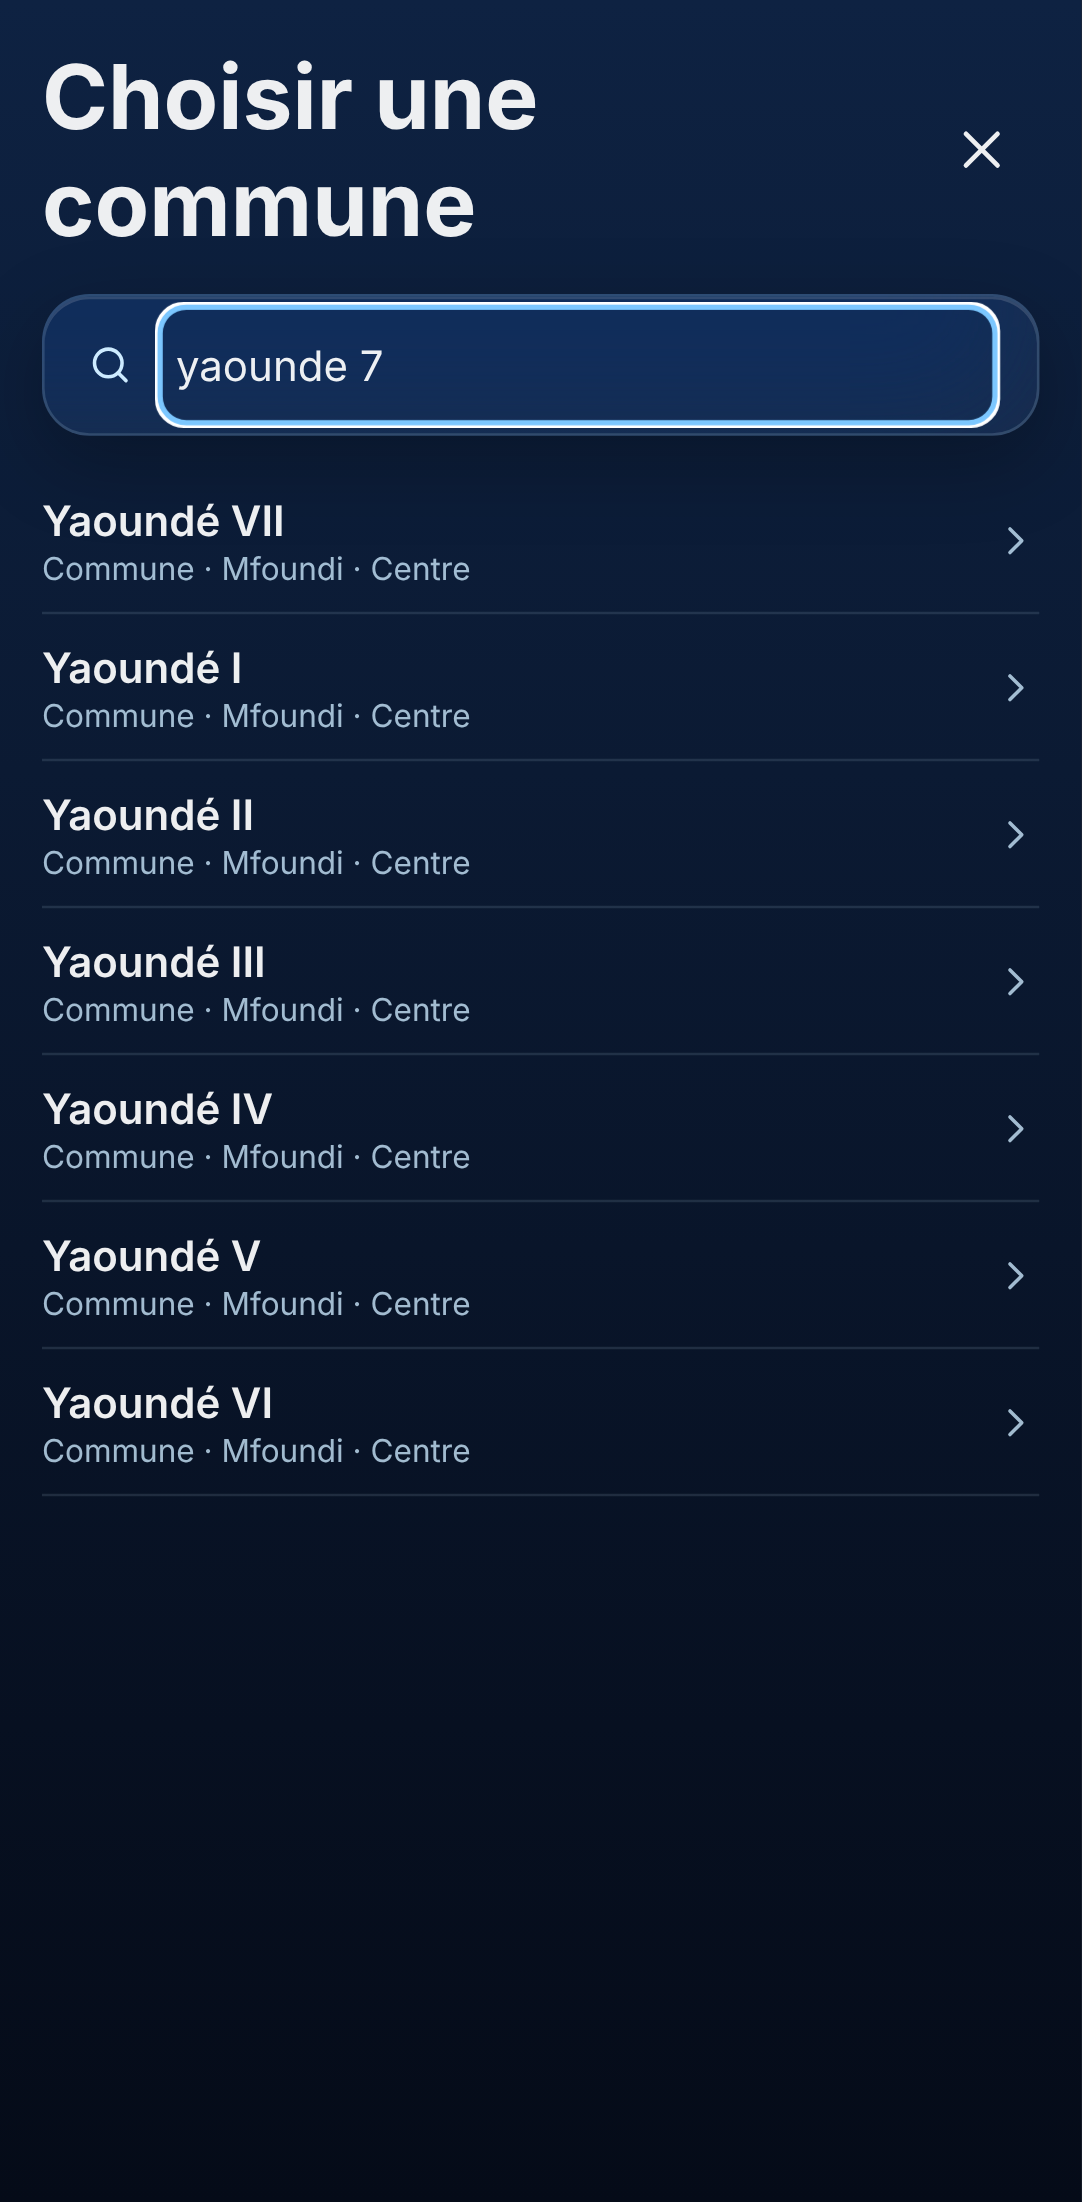 Choisir une
commune
yaounde 7
Yaoundé VII
Commune · Mfoundi · Centre
Yaoundé I
Commune · Mfoundi · Centre
Yaoundé II
Commune · Mfoundi · Centre
Yaoundé III
Commune · Mfoundi · Centre
Yaoundé IV
Commune · Mfoundi · Centre
Yaoundé V
Commune · Mfoundi · Centre
Yaoundé VI
Commune · Mfoundi · Centre